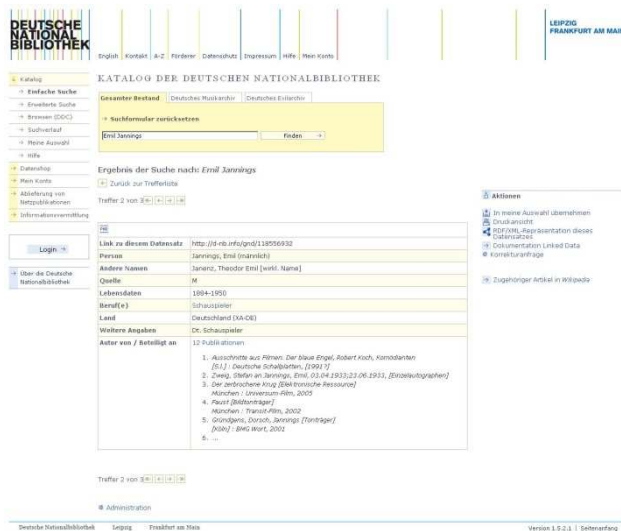 DEUTSCHE
NATIONAL
BIBLIOTHEK
LEIPZIG
FRANKFURT AM MAIN
English | Kontakt | A-Z | Förderer | Datenschutz | Impressum | Hilfe | Mein Konto
Katalog
Einfache Suche
Erweiterte Suche
Browsen (DDC)
Suchverlauf
Meine Auswahl
Hilfe
Datenshop
Mein Konto
Ablieferung von
Netzpublikationen
Informationsvermittlung
Login
Über die Deutsche
Nationalbibliothek
KATALOG DER DEUTSCHEN NATIONALBIBLIOTHEK
Gesamter Bestand Deutsches Musikarchiv Deutsches Exilarchiv
Suchformular zurücksetzen
Emil Jannings Finden
Ergebnis der Suche nach: Emil Jannings
Zurück zur Trefferliste
Treffer 2 von 3
Link zu diesem Datensatz http://d-nb.info/gnd/118556932
Person Jannings, Emil (männlich)
Andere Namen Janenz, Theodor Emil [wirkl. Name]
Quelle M
Lebensdaten 1884-1950
Beruf(e) Schauspieler
Land Deutschland (XA-DE)
Weitere Angaben Dt. Schauspieler
Autor von / Beteiligt an 12 Publikationen
1. Ausschnitte aus Filmen. Der blaue Engel, Robert Koch, Komödianten
[S.l.] : Deutsche Schallplatten, [1991?]
2. Zweig, Stefan an Jannings, Emil, 03.04.1933;23.06.1933, [Einzelautographen]
3. Der zerbrochene Krug [Elektronische Ressource]
München : Universum-Film, 2005
4. Faust [Bildtonträger]
München : Transit-Film, 2002
5. Gründgens, Dorsch, Jannings [Tonträger]
[Köln] : BMG Wort, 2001
6. ...
Treffer 2 von 3
Administration
Aktionen
In meine Auswahl übernehmen
Druckansicht
RDF/XML-Repräsentation dieses
Datensatzes
Dokumentation Linked Data
Korrekturanfrage
Zugehöriger Artikel in Wikipedia
Deutsche Nationalbibliothek Leipzig Frankfurt am Main
Version 1.9.2.1 | Seitenanfang